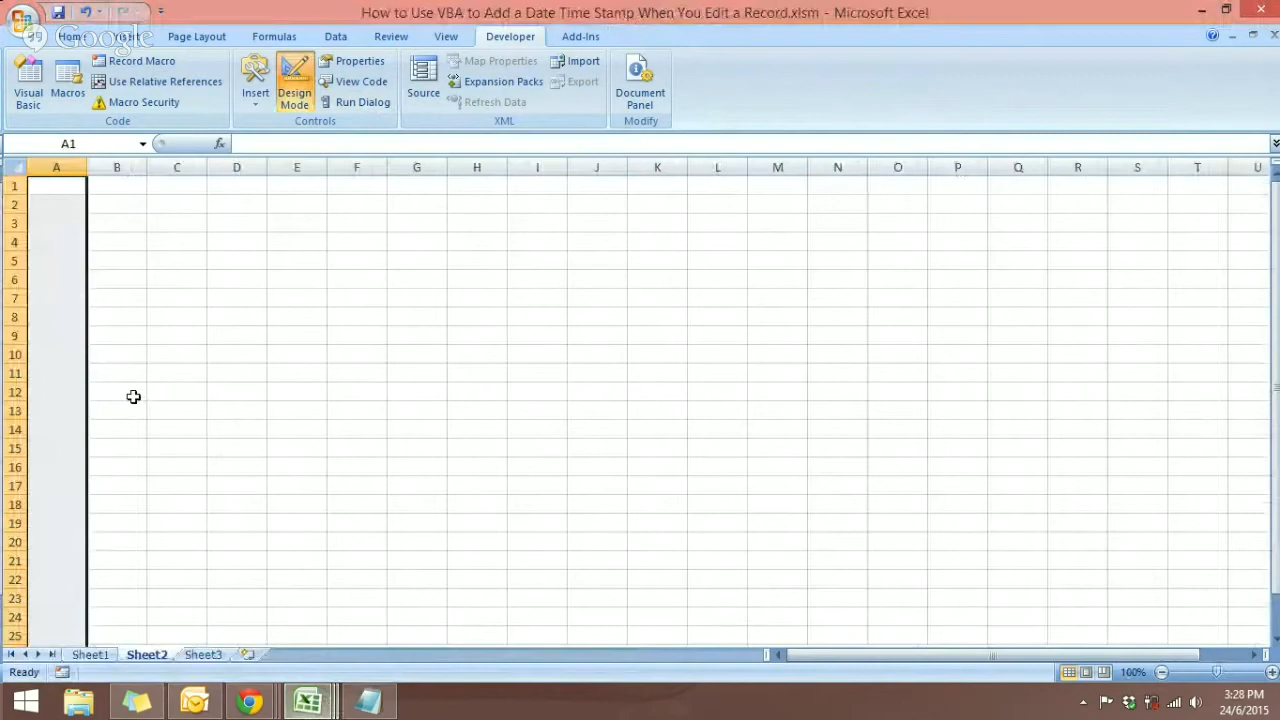 How to Use VBA to Add a Date Time Stamp When You Edit a Record.xlsm - Microsoft Excel
Google
Home Insert Page Layout Formulas Data Review View Developer Add-Ins
Visual Basic
Macros
Record Macro
Use Relative References
Macro Security
Code
Insert
Design Mode
Properties
View Code
Run Dialog
Controls
Source
Map Properties
Expansion Packs
Refresh Data
Import
Export
XML
Document Panel
Modify
A1
fx
A B C D E F G H I J K L M N O P Q R S T U
1
2
3
4
5
6
7
8
9
10
11
12
13
14
15
16
17
18
19
20
21
22
23
24
25
Sheet1 Sheet2 Sheet3
Ready
100%
3:28 PM
24/6/2015